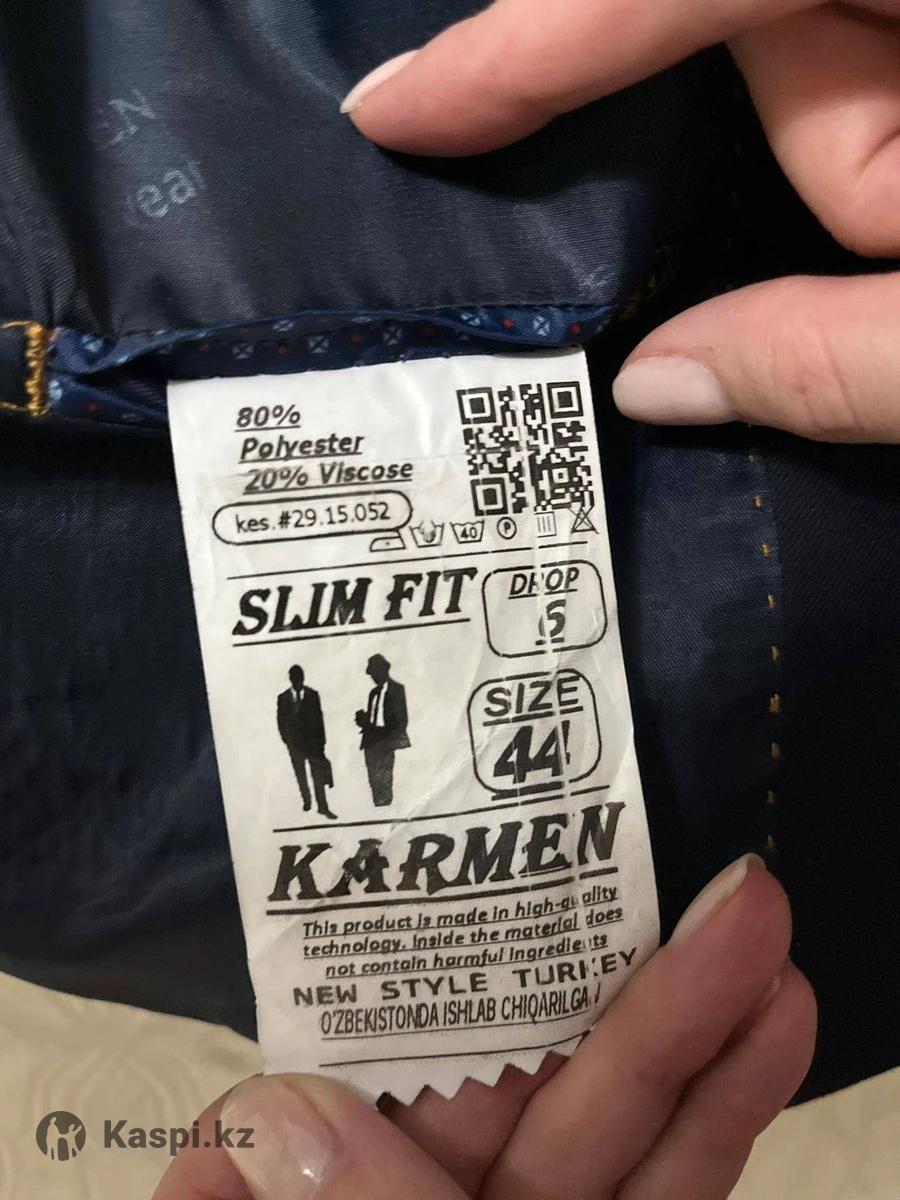 80%
Polyester
20% Viscose
kes.#29.15.052
40
P
SLIM FIT
DROP
6
SIZE
44
KARMEN
This product is made in high-quality
technology. Inside the material does
not contain harmful ingredients
NEW STYLE TURKEY
O'ZBEKISTONDA ISHLAB CHIQARILGAN
Kaspi.kz